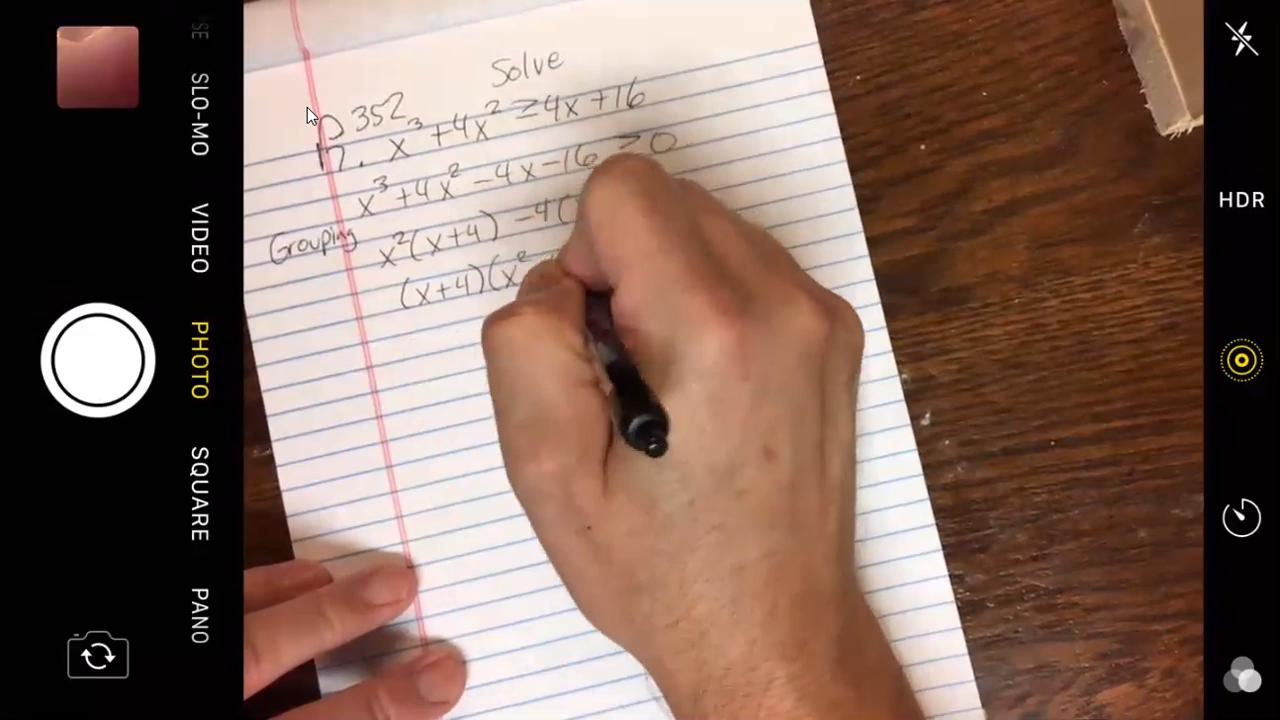 SE
SLO-MO
VIDEO
PHOTO
SQUARE
PANO
HDR
Solve
p 352
17. x³ +4x² ≥4x +16
x³ +4x² -4x -16 ≥0
Grouping x²(x+4) -4(
(x+4)(x²